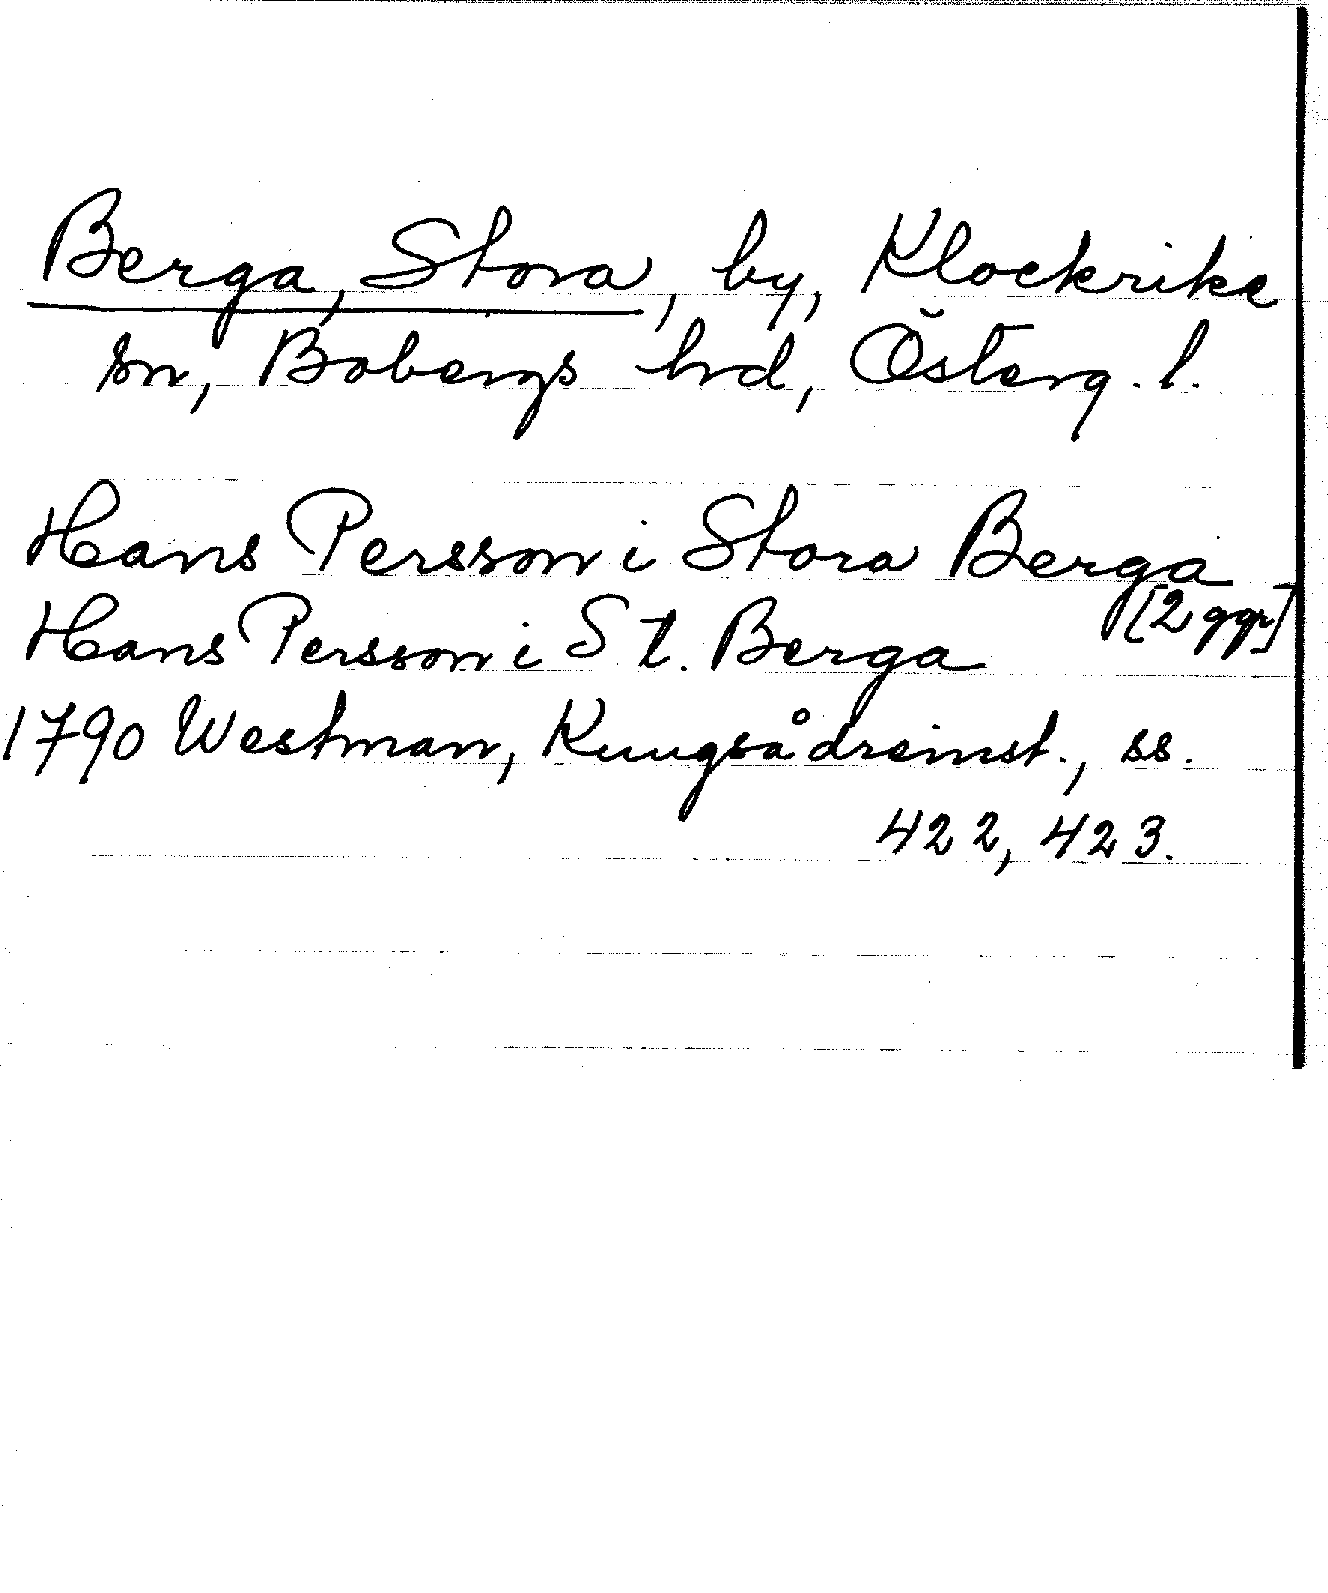 Berga, Stora, by, Klockrike
sn, Bobergs hrd, Österg. l.
Hans Persson i Stora Berga
[2 ggr]
Hans Persson i St. Berga
1790 Westman, Kungsådreinst., ss.
422, 423.